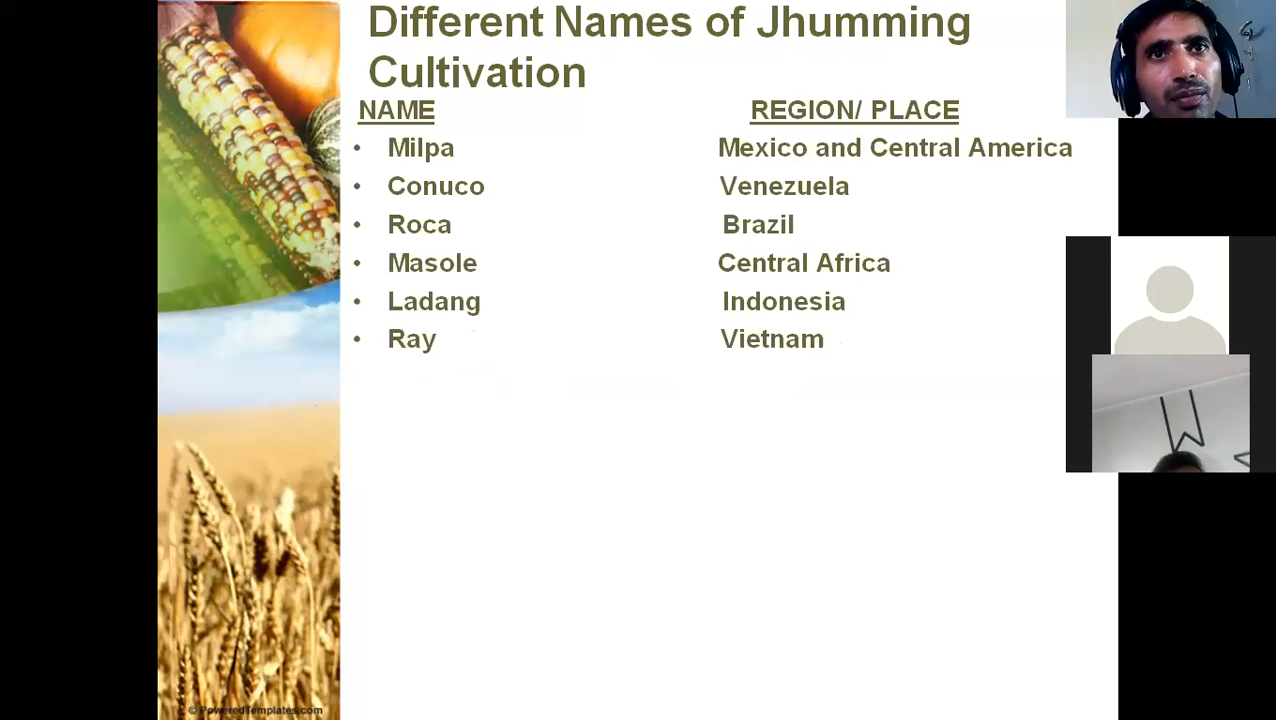 Different Names of Jhumming
Cultivation
NAME REGION/ PLACE
• Milpa Mexico and Central America
• Conuco Venezuela
• Roca Brazil
• Masole Central Africa
• Ladang Indonesia
• Ray Vietnam
© PoweredTemplates.com